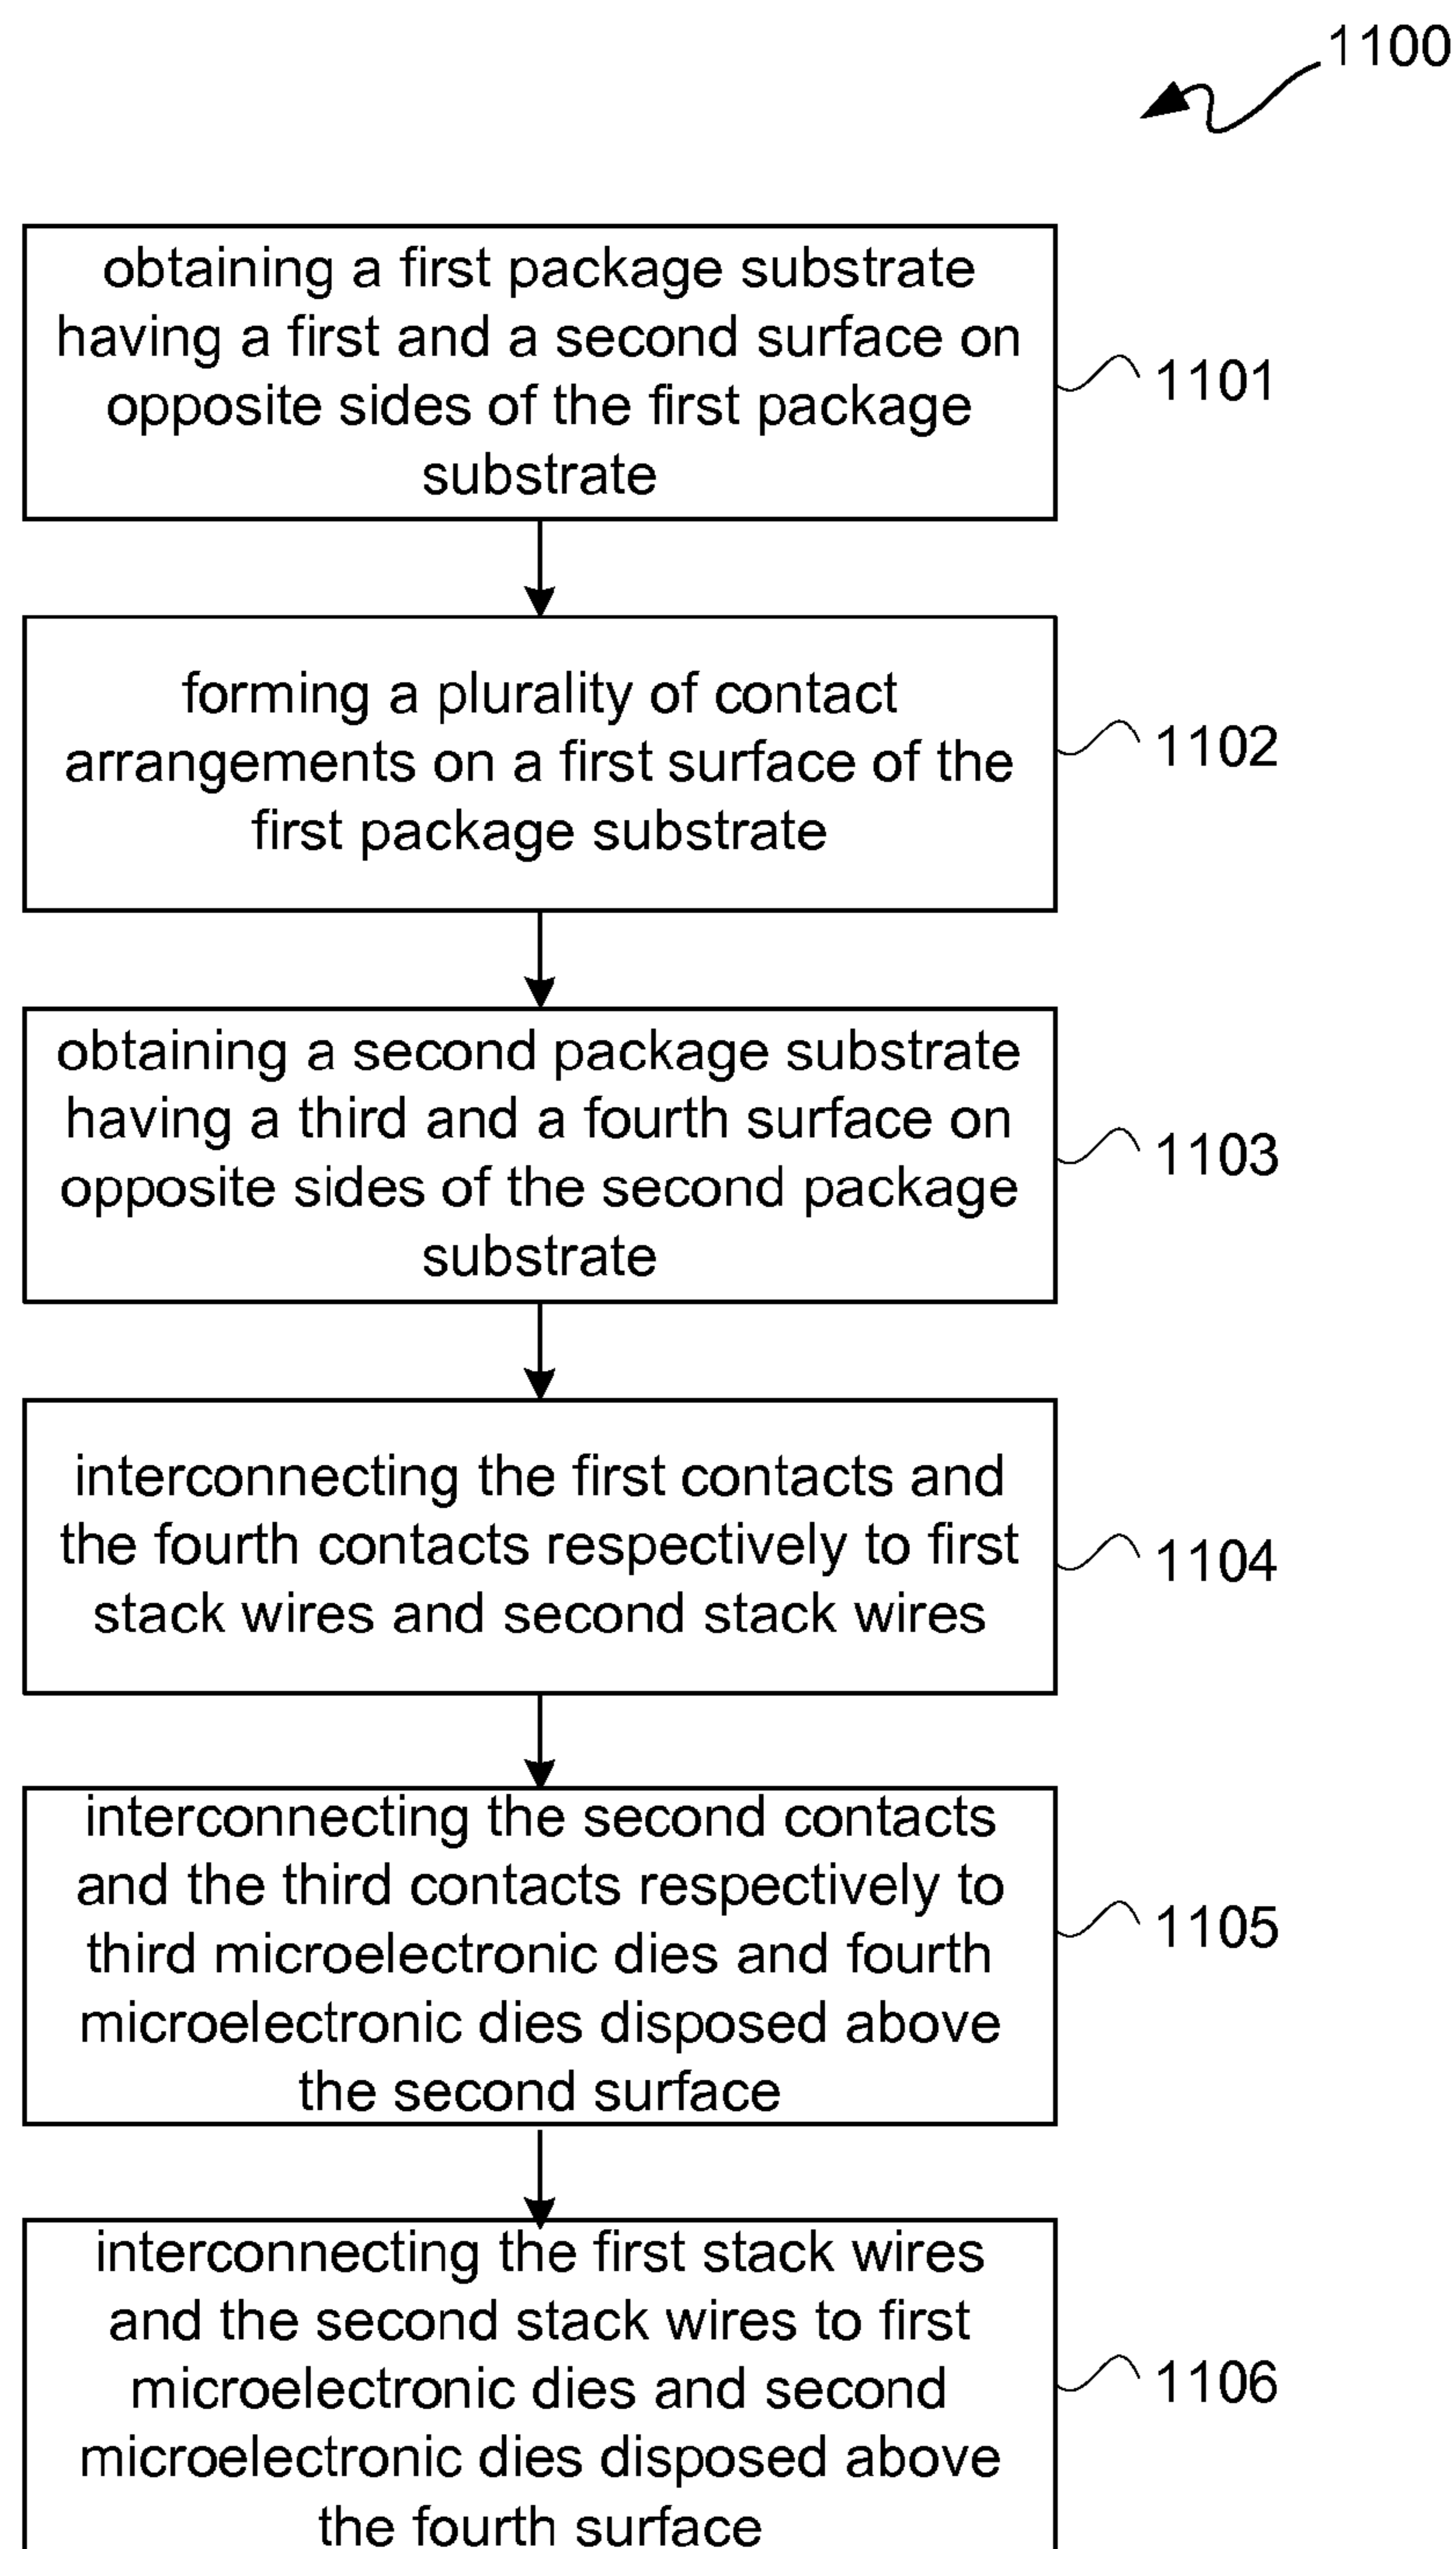 1100
obtaining a first package substrate
having a first and a second surface on
opposite sides of the first package
substrate
1101
forming a plurality of contact
arrangements on a first surface of the
first package substrate
1102
obtaining a second package substrate
having a third and a fourth surface on
opposite sides of the second package
substrate
1103
interconnecting the first contacts and
the fourth contacts respectively to first
stack wires and second stack wires
1104
interconnecting the second contacts
and the third contacts respectively to
third microelectronic dies and fourth
microelectronic dies disposed above
the second surface
1105
interconnecting the first stack wires
and the second stack wires to first
microelectronic dies and second
microelectronic dies disposed above
the fourth surface
1106